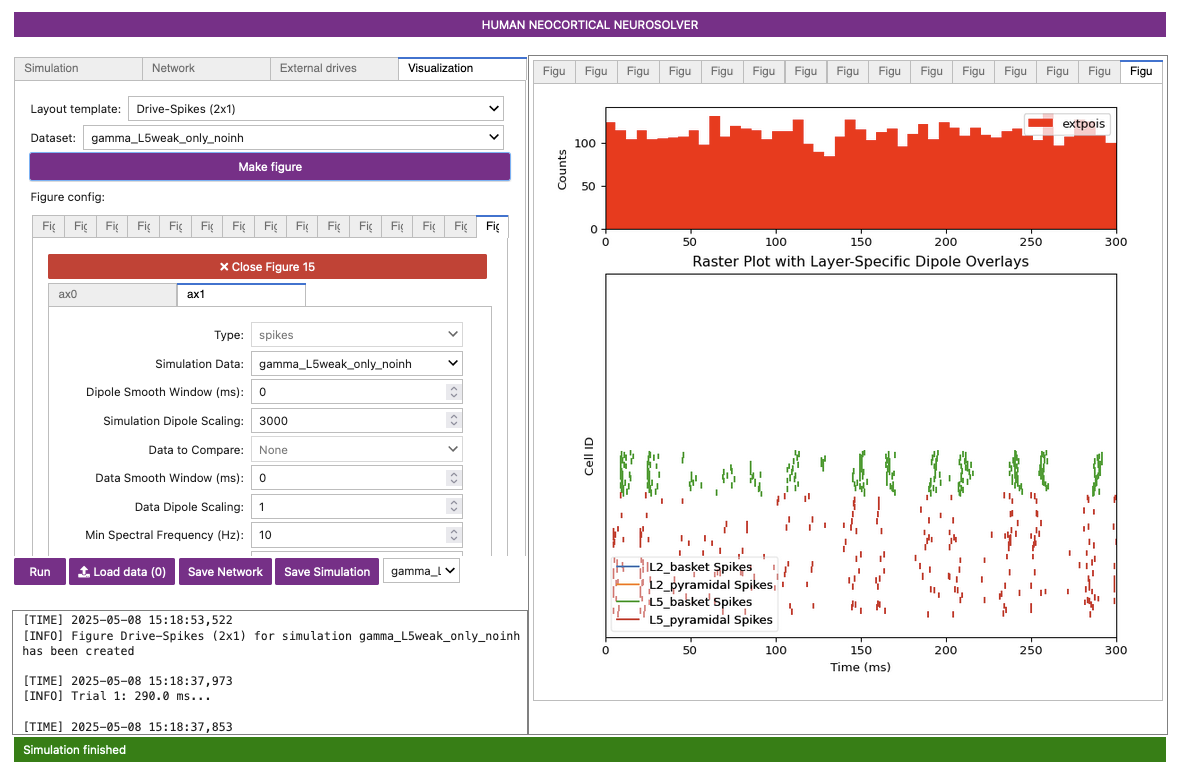 HUMAN NEOCORTICAL NEUROSOLVER
Simulation
Network
External drives
Visualization
Layout template: Drive-Spikes (2x1)
Dataset: gamma_L5weak_only_noinh
Make figure
Figure config:
Fig Fig Fig Fig Fig Fig Fig Fig Fig Fig Fig Fig Fig Fig Fig
✕ Close Figure 15
ax0
ax1
Type: spikes
Simulation Data: gamma_L5weak_only_noinh
Dipole Smooth Window (ms): 0
Simulation Dipole Scaling: 3000
Data to Compare: None
Data Smooth Window (ms): 0
Data Dipole Scaling: 1
Min Spectral Frequency (Hz): 10
Run
Load data (0)
Save Network
Save Simulation
gamma_L
[TIME] 2025-05-08 15:18:53,522
[INFO] Figure Drive-Spikes (2x1) for simulation gamma_L5weak_only_noinh
has been created
[TIME] 2025-05-08 15:18:37,973
[INFO] Trial 1: 290.0 ms...
[TIME] 2025-05-08 15:18:37,853
Figu Figu Figu Figu Figu Figu Figu Figu Figu Figu Figu Figu Figu Figu Figu
extpois
Counts
100
50
0
0 50 100 150 200 250 300
Raster Plot with Layer-Specific Dipole Overlays
Cell ID
L2_basket Spikes
L2_pyramidal Spikes
L5_basket Spikes
L5_pyramidal Spikes
0 50 100 150 200 250 300
Time (ms)
Simulation finished